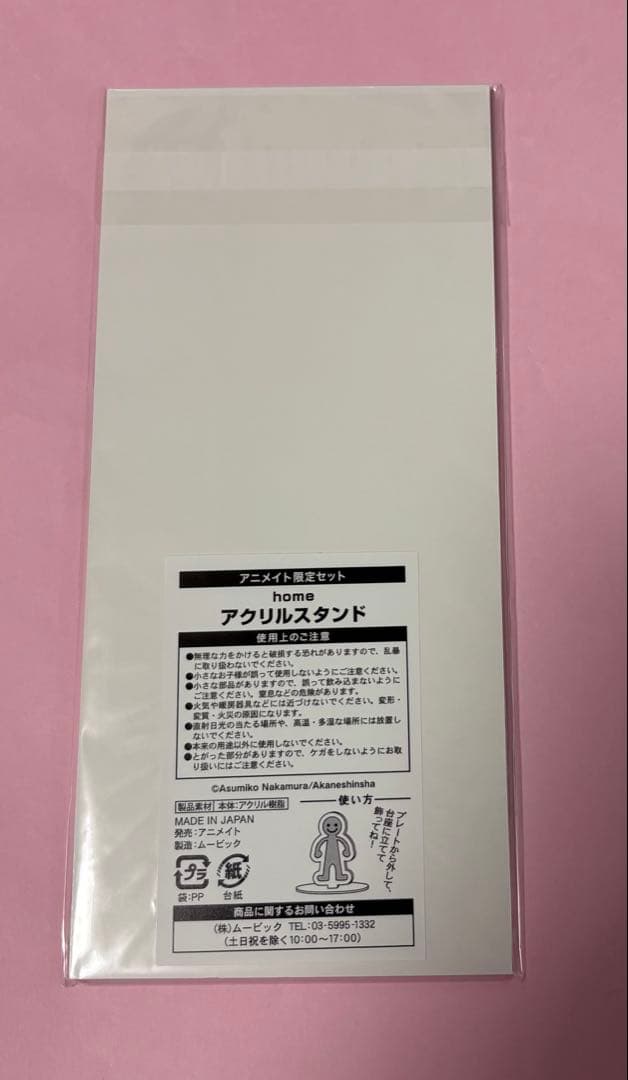 アニメイト限定セット
home
アクリルスタンド
使用上のご注意
●無理な力をかけると破損する恐れがありますので、乱暴
に取り扱わないでください。
●小さなお子様が誤って使用しないようにご注意ください。
●小さな部品がありますので、誤って飲み込まないように
ご注意ください。窒息などの危険があります。
●火気や暖房器具などには近づけないでください。変形・
変質・火災の原因になります。
●直射日光の当たる場所や、高温・多湿な場所には放置し
ないでください。
●本来の用途以外に使用しないでください。
●とがった部分がありますので、ケガをしないようにお取
り扱いにはご注意ください。
©Asumiko Nakamura/Akaneshinsha
製品素材 本体:アクリル樹脂
MADE IN JAPAN
発売:アニメイト
製造:ムービック
プラ
袋:PP
紙
台紙
使い方
プレートから外して、
台座に立てて
飾ってね!
商品に関するお問い合わせ
(株)ムービック TEL:03-5995-1332
(土日祝を除く10:00~17:00)